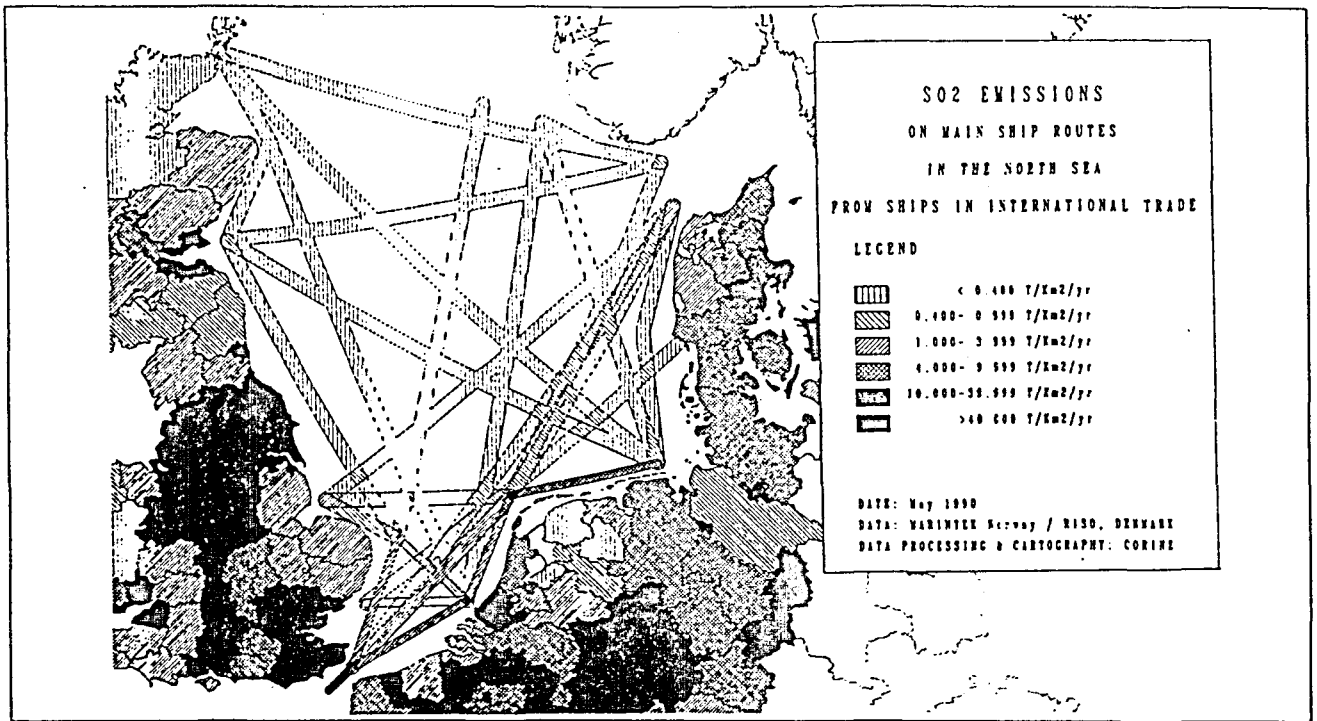 SO2 EMISSIONS
ON MAIN SHIP ROUTES
IN THE NORTH SEA
FROM SHIPS IN INTERNATIONAL TRADE
LEGEND
< 0.400 T/Km2/yr
0.400- 0.999 T/Km2/yr
1.000- 3 999 T/Km2/yr
4.000- 9 999 T/Km2/yr
10.000-39.999 T/Km2/yr
>40 000 T/Km2/yr
DATE: May 1990
DATA: MARINTEK Norway / RISO, DENMARK
DATA PROCESSING & CARTOGRAPHY: CORINE